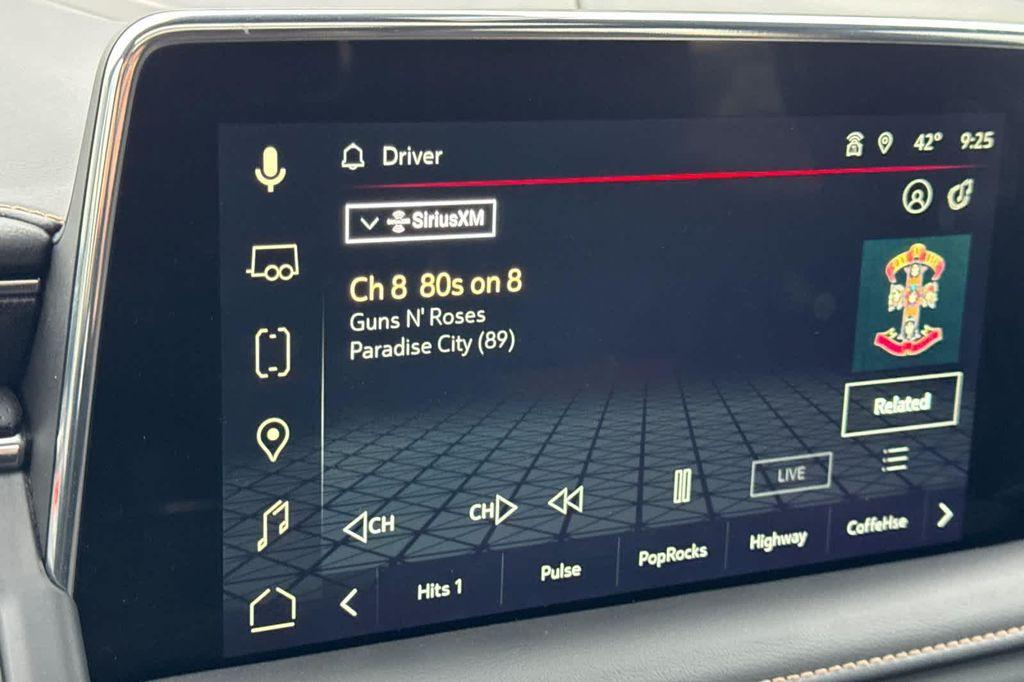 Driver
42° 9:25
SiriusXM
Ch 8 80s on 8
Guns N' Roses
Paradise City (89)
Related
CH
CH
LIVE
Hits 1
Pulse
PopRocks
Highway
CoffeHse